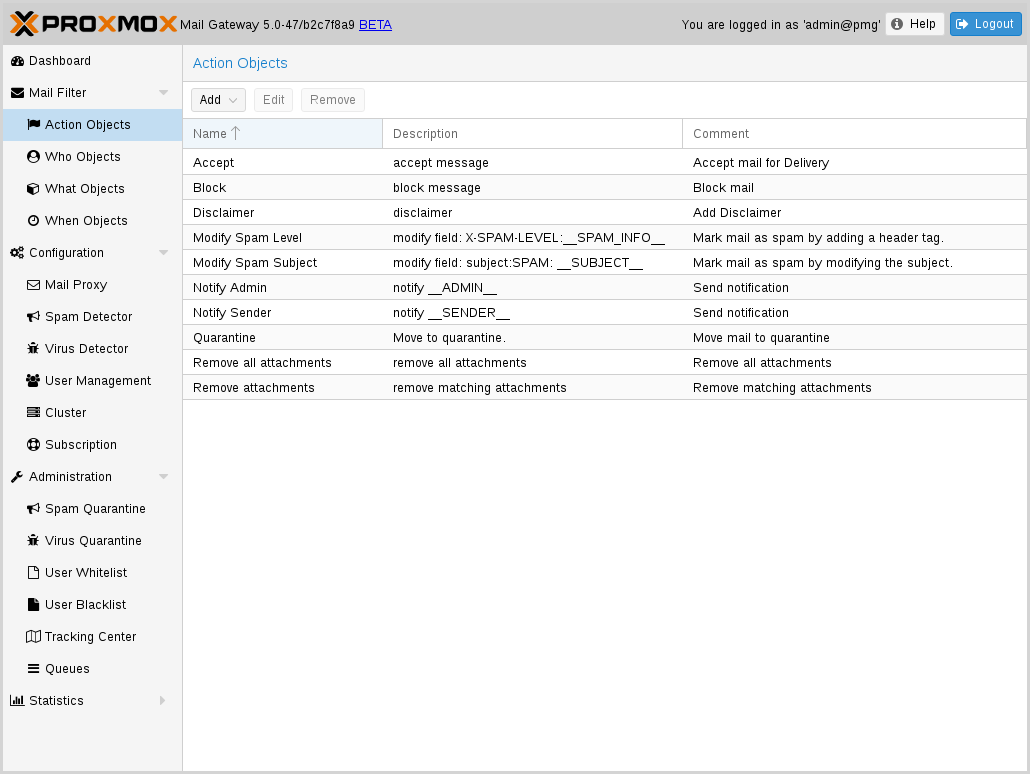 PROXMOX Mail Gateway 5.0-47/b2c7f8a9 BETA You are logged in as 'admin@pmg' Help Logout
Dashboard
Mail Filter
Action Objects
Who Objects
What Objects
When Objects
Configuration
Mail Proxy
Spam Detector
Virus Detector
User Management
Cluster
Subscription
Administration
Spam Quarantine
Virus Quarantine
User Whitelist
User Blacklist
Tracking Center
Queues
Statistics
Action Objects
Add Edit Remove
Name Description Comment
Accept accept message Accept mail for Delivery
Block block message Block mail
Disclaimer disclaimer Add Disclaimer
Modify Spam Level modify field: X-SPAM-LEVEL:__SPAM_INFO__ Mark mail as spam by adding a header tag.
Modify Spam Subject modify field: subject:SPAM: __SUBJECT__ Mark mail as spam by modifying the subject.
Notify Admin notify __ADMIN__ Send notification
Notify Sender notify __SENDER__ Send notification
Quarantine Move to quarantine. Move mail to quarantine
Remove all attachments remove all attachments Remove all attachments
Remove attachments remove matching attachments Remove matching attachments